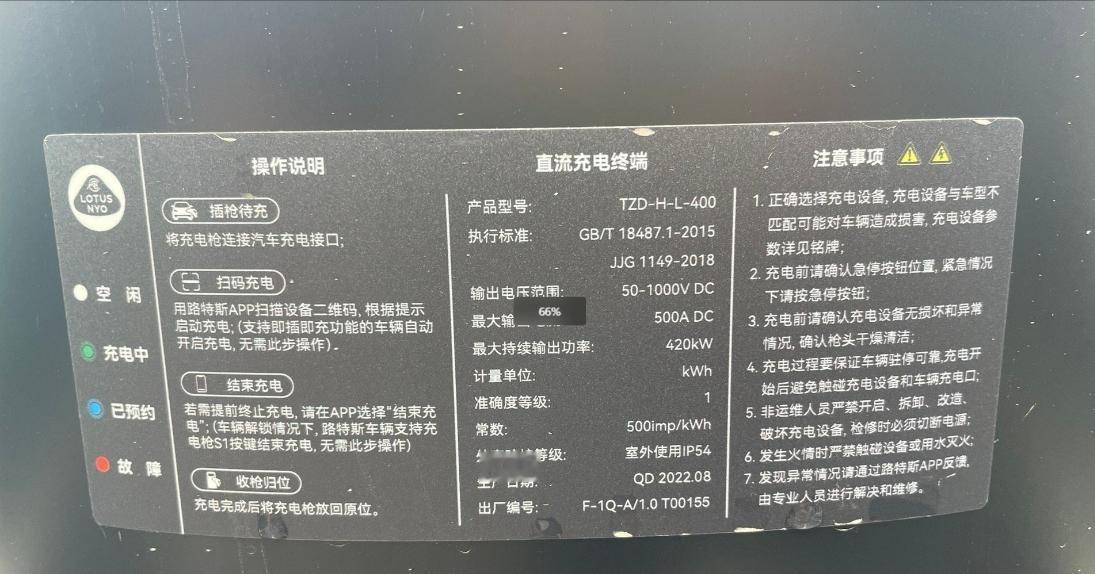 LOTUS
NYO
空 闲
充电中
已预约
故 障
操作说明
插枪待充
将充电枪连接汽车充电接口;
扫码充电
用路特斯APP扫描设备二维码, 根据提示
启动充电; (支持即插即充功能的车辆自动
开启充电, 无需此步操作)。
结束充电
若需提前终止充电, 请在APP选择"结束充
电"; (车辆解锁情况下, 路特斯车辆支持充
电枪S1按键结束充电, 无需此步操作)
收枪归位
充电完成后将充电枪放回原位。
直流充电终端
产品型号: TZD-H-L-400
执行标准: GB/T 18487.1-2015
JJG 1149-2018
输出电压范围: 50-1000V DC
66%
最大输 500A DC
最大持续输出功率: 420kW
计量单位: kWh
准确度等级: 1
常数: 500imp/kWh
等级: 室外使用IP54
生产日期: QD 2022.08
出厂编号: F-1Q-A/1.0 T00155
注意事项
1. 正确选择充电设备, 充电设备与车型不
匹配可能对车辆造成损害, 充电设备参
数详见铭牌;
2. 充电前请确认急停按钮位置, 紧急情况
下请按急停按钮;
3. 充电前请确认充电设备无损坏和异常
情况, 确认枪头干燥清洁;
4. 充电过程要保证车辆驻停可靠, 充电开
始后避免触碰充电设备和车辆充电口;
5. 非运维人员严禁开启、拆卸、改造、
破坏充电设备, 检修时必须切断电源;
6. 发生火情时严禁触碰设备或用水灭火;
7. 发现异常情况请通过路特斯APP反馈,
由专业人员进行解决和维修。